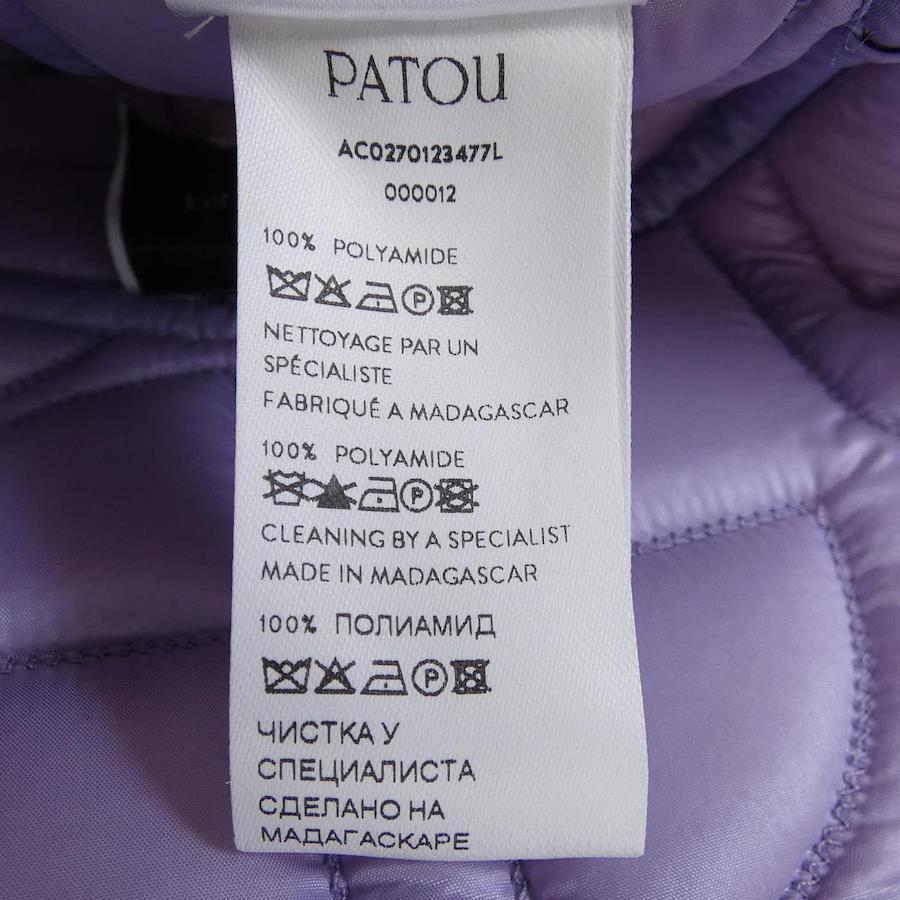 PATOU
AC0270123477L
000012
100% POLYAMIDE
NETTOYAGE PAR UN
SPÉCIALISTE
FABRIQUÉ A MADAGASCAR
100% POLYAMIDE
CLEANING BY A SPECIALIST
MADE IN MADAGASCAR
100% ПОЛИАМИД
ЧИСТКА У
СПЕЦИАЛИСТА
СДЕЛАНО НА
МАДАГАСКАРЕ